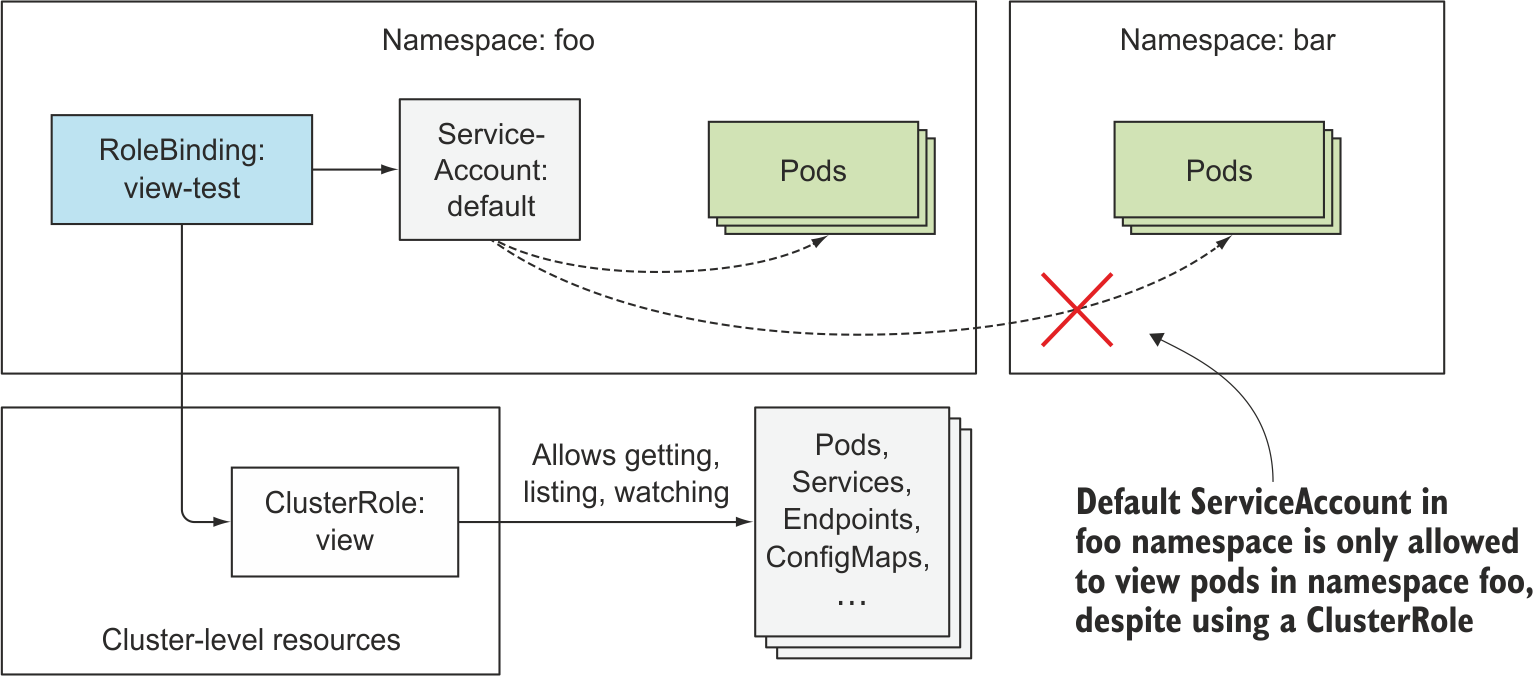 Namespace: foo
Namespace: bar
RoleBinding:
view-test
Service-
Account:
default
Pods
Pods
ClusterRole:
view
Cluster-level resources
Allows getting,
listing, watching
Pods,
Services,
Endpoints,
ConfigMaps,
...
Default ServiceAccount in
foo namespace is only allowed
to view pods in namespace foo,
despite using a ClusterRole